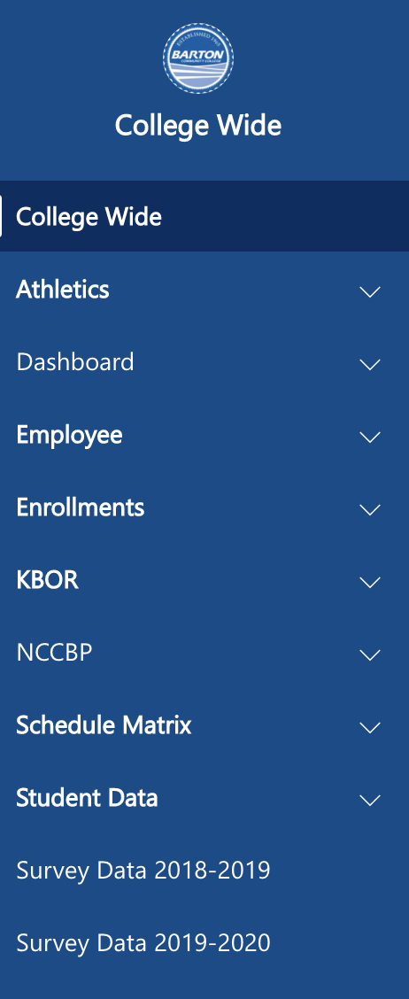 ESTABLISHED 1965
BARTON
COMMUNITY COLLEGE
College Wide
College Wide
Athletics
Dashboard
Employee
Enrollments
KBOR
NCCBP
Schedule Matrix
Student Data
Survey Data 2018-2019
Survey Data 2019-2020